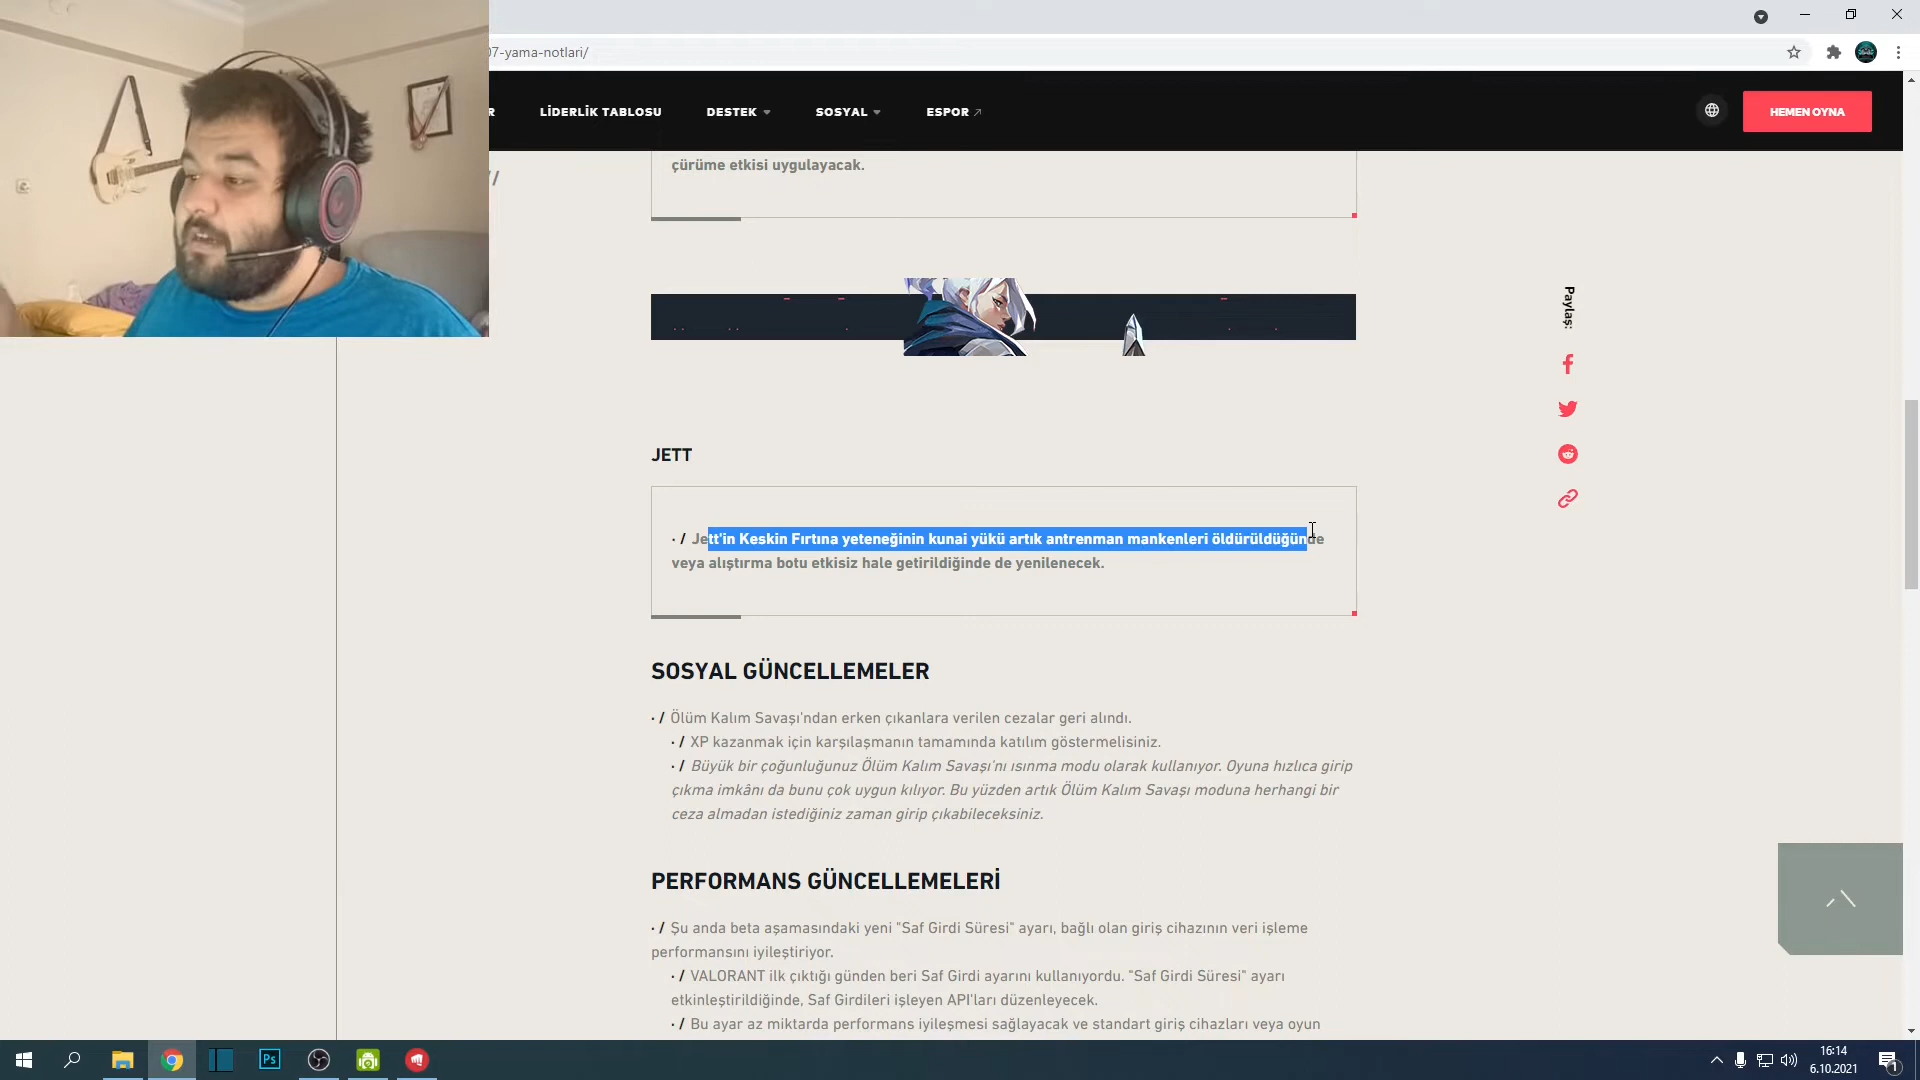 07-yama-notlari/
R LİDERLİK TABLOSU DESTEK SOSYAL ESPOR HEMEN OYNA
çürüme etkisi uygulayacak.
//
Paylaş:
JETT
· / Jett'in Keskin Fırtına yeteneğinin kunai yükü artık antrenman mankenleri öldürüldüğünde
veya alıştırma botu etkisiz hale getirildiğinde de yenilenecek.
SOSYAL GÜNCELLEMELER
· / Ölüm Kalım Savaşı'ndan erken çıkanlara verilen cezalar geri alındı.
· / XP kazanmak için karşılaşmanın tamamında katılım göstermelisiniz.
· / Büyük bir çoğunluğunuz Ölüm Kalım Savaşı'nı ısınma modu olarak kullanıyor. Oyuna hızlıca girip
çıkma imkânı da bunu çok uygun kılıyor. Bu yüzden artık Ölüm Kalım Savaşı moduna herhangi bir
ceza almadan istediğiniz zaman girip çıkabileceksiniz.
PERFORMANS GÜNCELLEMELERİ
· / Şu anda beta aşamasındaki yeni "Saf Girdi Süresi" ayarı, bağlı olan giriş cihazının veri işleme
performansını iyileştiriyor.
· / VALORANT ilk çıktığı günden beri Saf Girdi ayarını kullanıyordu. "Saf Girdi Süresi" ayarı
etkinleştirildiğinde, Saf Girdileri işleyen API'ları düzenleyecek.
· / Bu ayar az miktarda performans iyileşmesi sağlayacak ve standart giriş cihazları veya oyun
Ps
16:14
6.10.2021
1